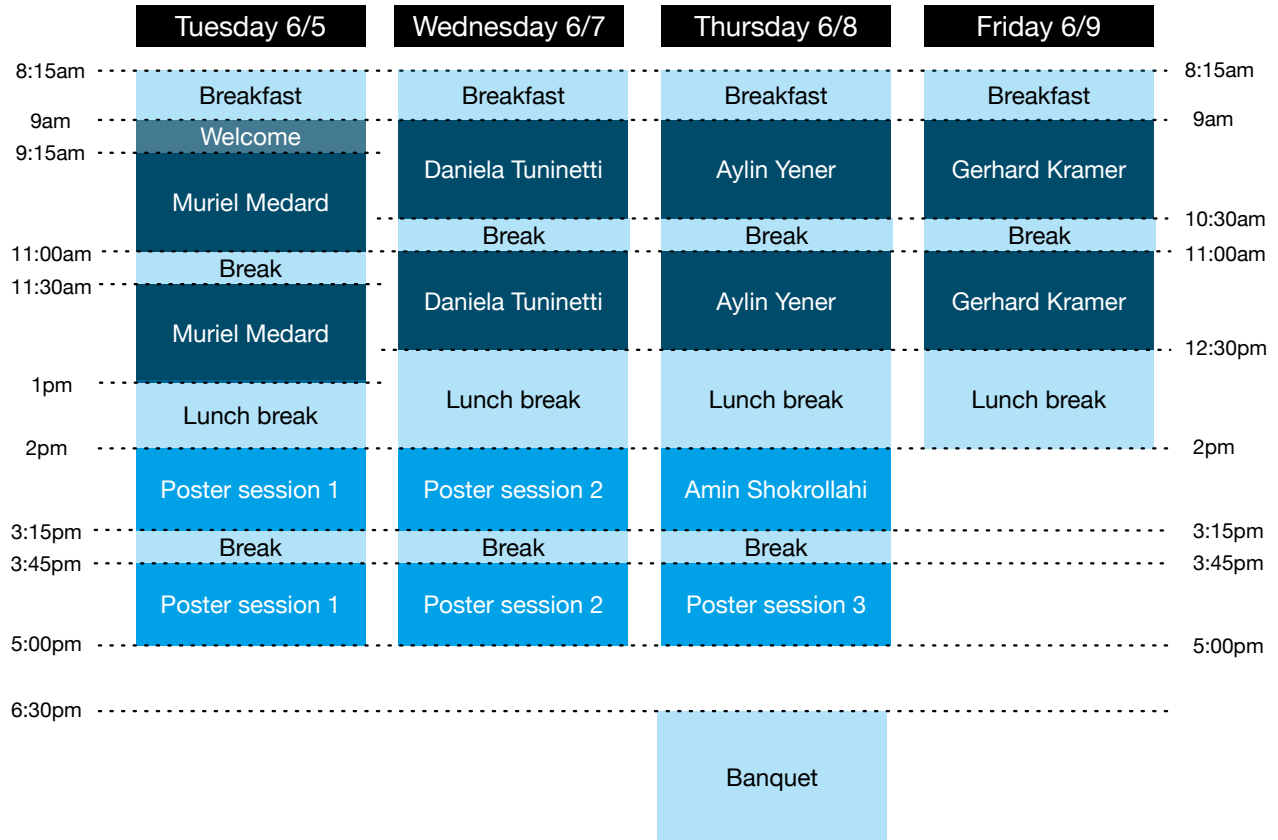 Tuesday 6/5 Wednesday 6/7 Thursday 6/8 Friday 6/9
8:15am 8:15am
Breakfast Breakfast Breakfast Breakfast
9am 9am
Welcome
9:15am
Daniela Tuninetti Aylin Yener Gerhard Kramer
Muriel Medard
10:30am
Break Break Break
11:00am 11:00am
Break
11:30am
Daniela Tuninetti Aylin Yener Gerhard Kramer
Muriel Medard
12:30pm
1pm
Lunch break Lunch break Lunch break
Lunch break
2pm 2pm
Poster session 1 Poster session 2 Amin Shokrollahi
3:15pm 3:15pm
Break Break Break
3:45pm 3:45pm
Poster session 1 Poster session 2 Poster session 3
5:00pm 5:00pm
6:30pm
Banquet